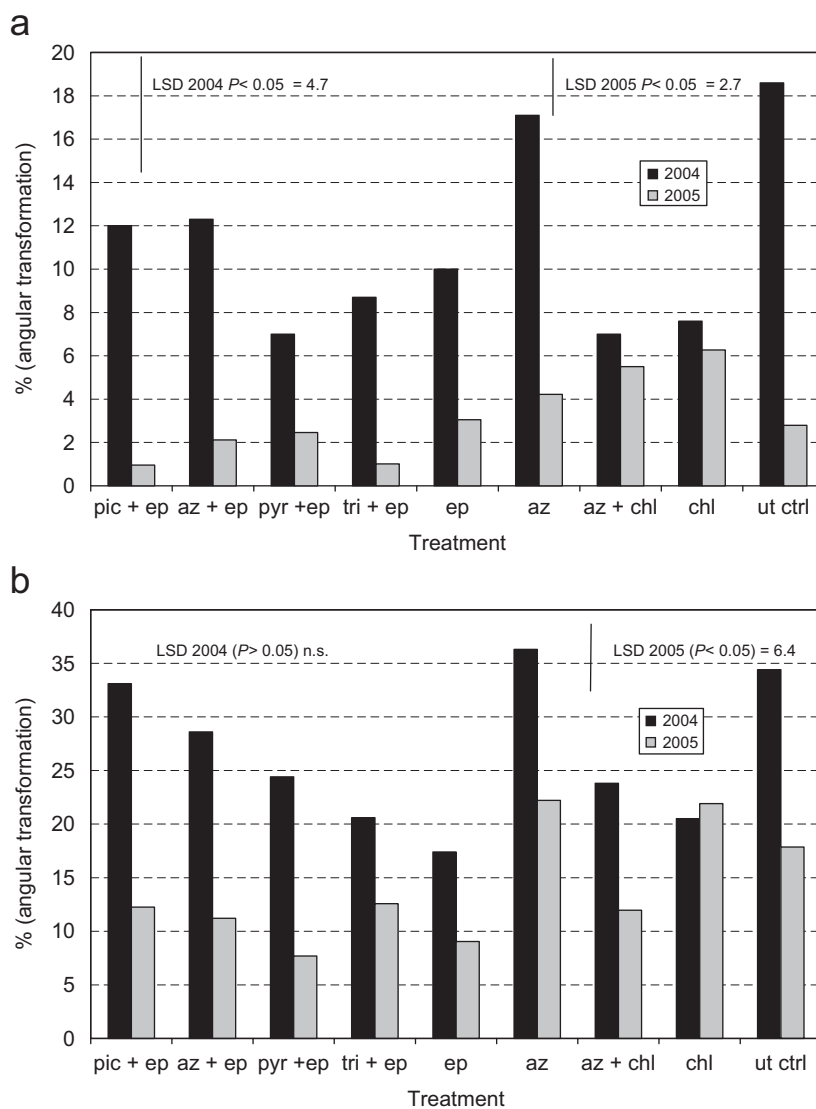 a
20
18
16
14
12
10
8
6
4
2
0
% (angular transformation)
LSD 2004 P< 0.05 = 4.7
LSD 2005 P< 0.05 = 2.7
2004
2005
pic + ep az + ep pyr +ep tri + ep ep az az + chl chl ut ctrl
Treatment
b
40
35
30
25
20
15
10
5
0
% (angular transformation)
LSD 2004 (P> 0.05) n.s.
LSD 2005 (P< 0.05) = 6.4
2004
2005
pic + ep az + ep pyr +ep tri + ep ep az az + chl chl ut ctrl
Treatment